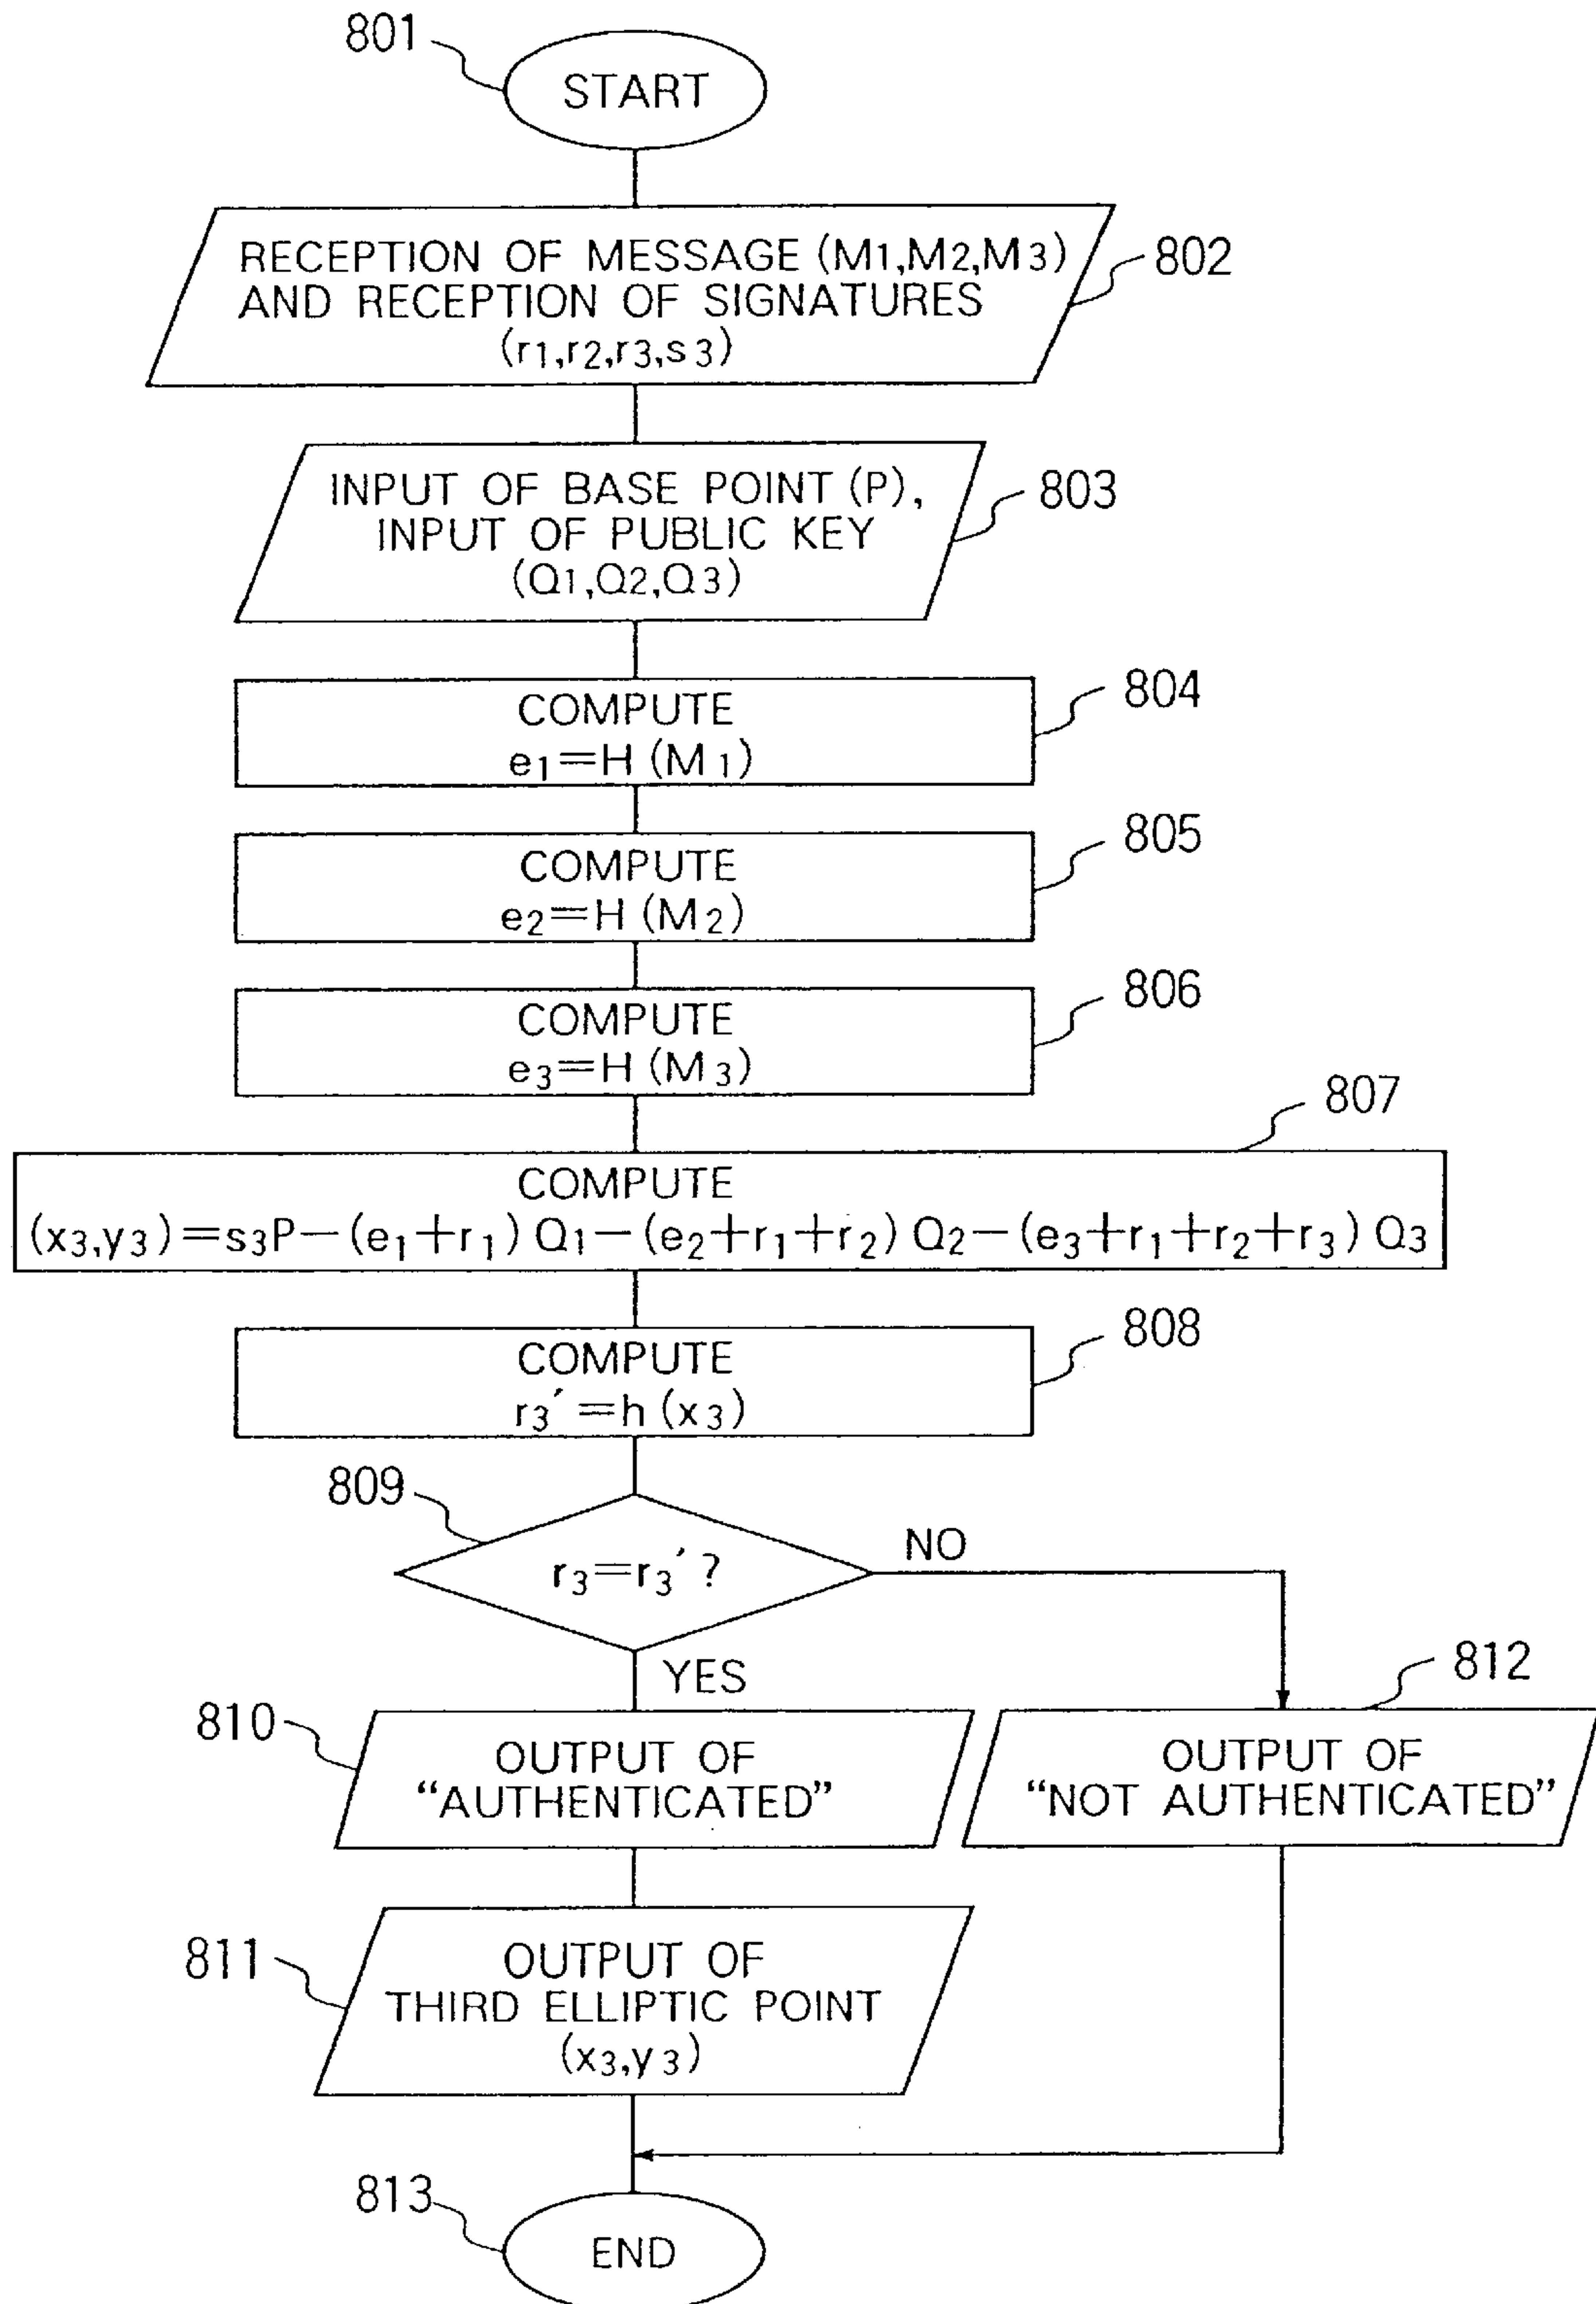 801
START
RECEPTION OF MESSAGE (M1,M2,M3)
AND RECEPTION OF SIGNATURES
(r1,r2,r3,s3)
802
INPUT OF BASE POINT (P),
INPUT OF PUBLIC KEY
(Q1,Q2,Q3)
803
COMPUTE
e1=H (M1)
804
COMPUTE
e2=H (M2)
805
COMPUTE
e3=H (M3)
806
807
COMPUTE
(x3,y3)=s3P-(e1+r1) Q1-(e2+r1+r2) Q2-(e3+r1+r2+r3) Q3
COMPUTE
r3′=h (x3)
808
809
r3=r3′?
NO
YES
810
OUTPUT OF
“AUTHENTICATED”
812
OUTPUT OF
“NOT AUTHENTICATED”
811
OUTPUT OF
THIRD ELLIPTIC POINT
(x3,y3)
813
END